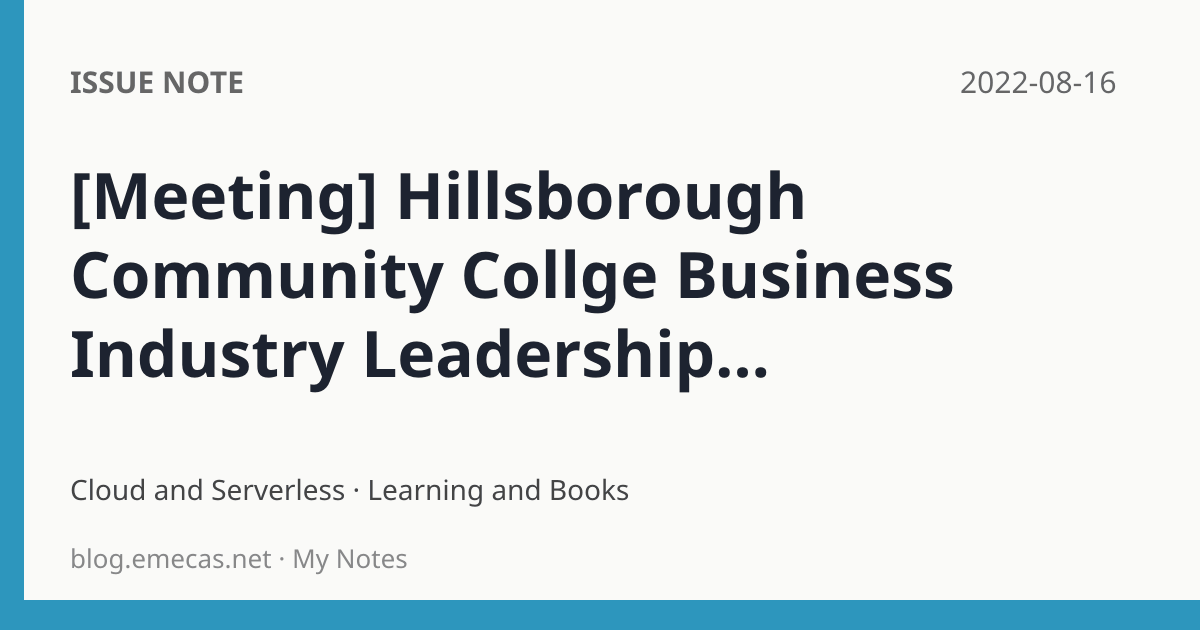 ISSUE NOTE
2022-08-16
[Meeting] Hillsborough
Community Collge Business
Industry Leadership...
Cloud and Serverless · Learning and Books
blog.emecas.net · My Notes